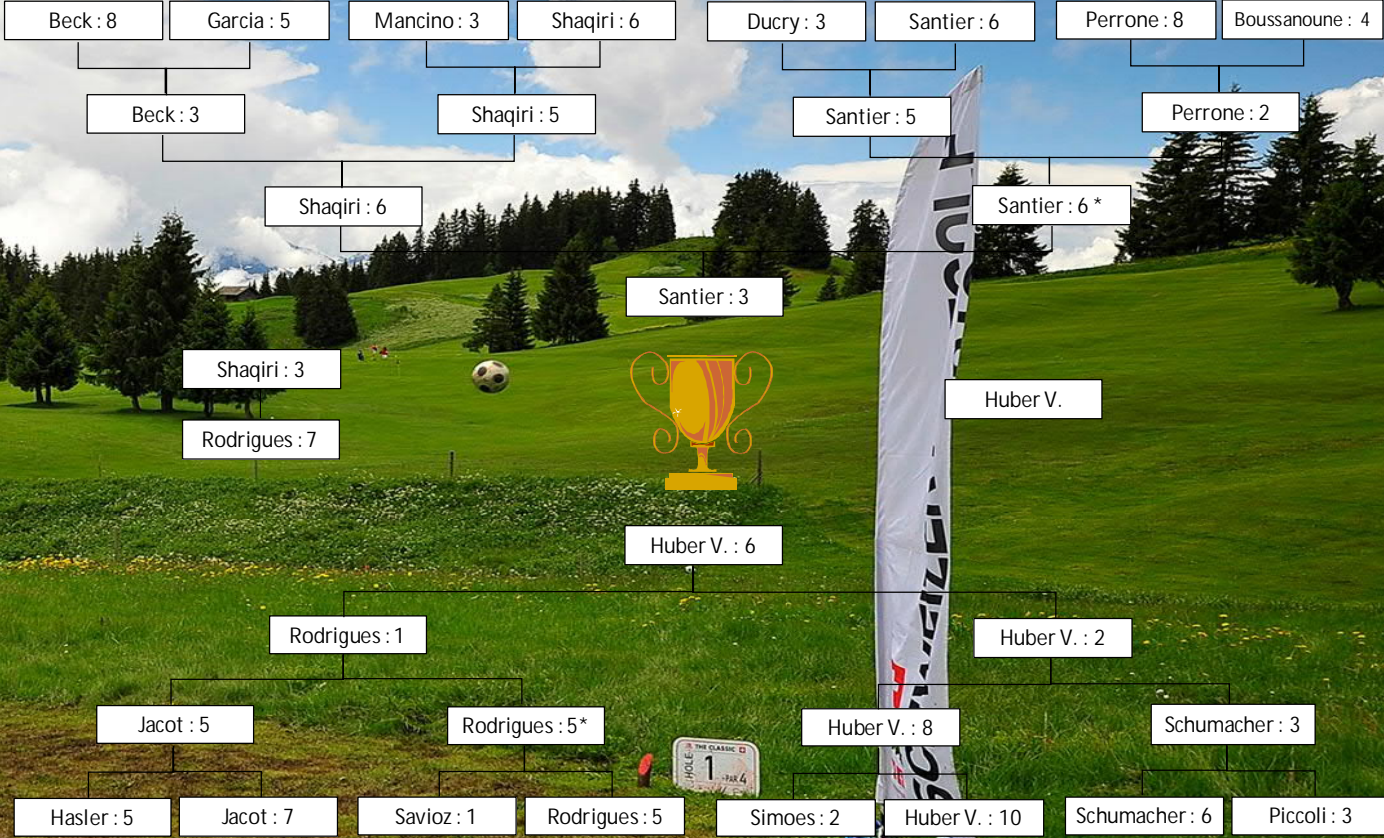 Beck : 8
Garcia : 5
Mancino : 3
Shaqiri : 6
Ducry : 3
Santier : 6
Perrone : 8
Boussanoune : 4
Beck : 3
Shaqiri : 5
Santier : 5
Perrone : 2
Shaqiri : 6
Santier : 6 *
Santier : 3
Shaqiri : 3
Huber V.
Rodrigues : 7
Huber V. : 6
Rodrigues : 1
Huber V. : 2
Jacot : 5
Rodrigues : 5*
Huber V. : 8
Schumacher : 3
THE CLASSIC
HOLE 1 -PAR 4
Hasler : 5
Jacot : 7
Savioz : 1
Rodrigues : 5
Simoes : 2
Huber V. : 10
Schumacher : 6
Piccoli : 3